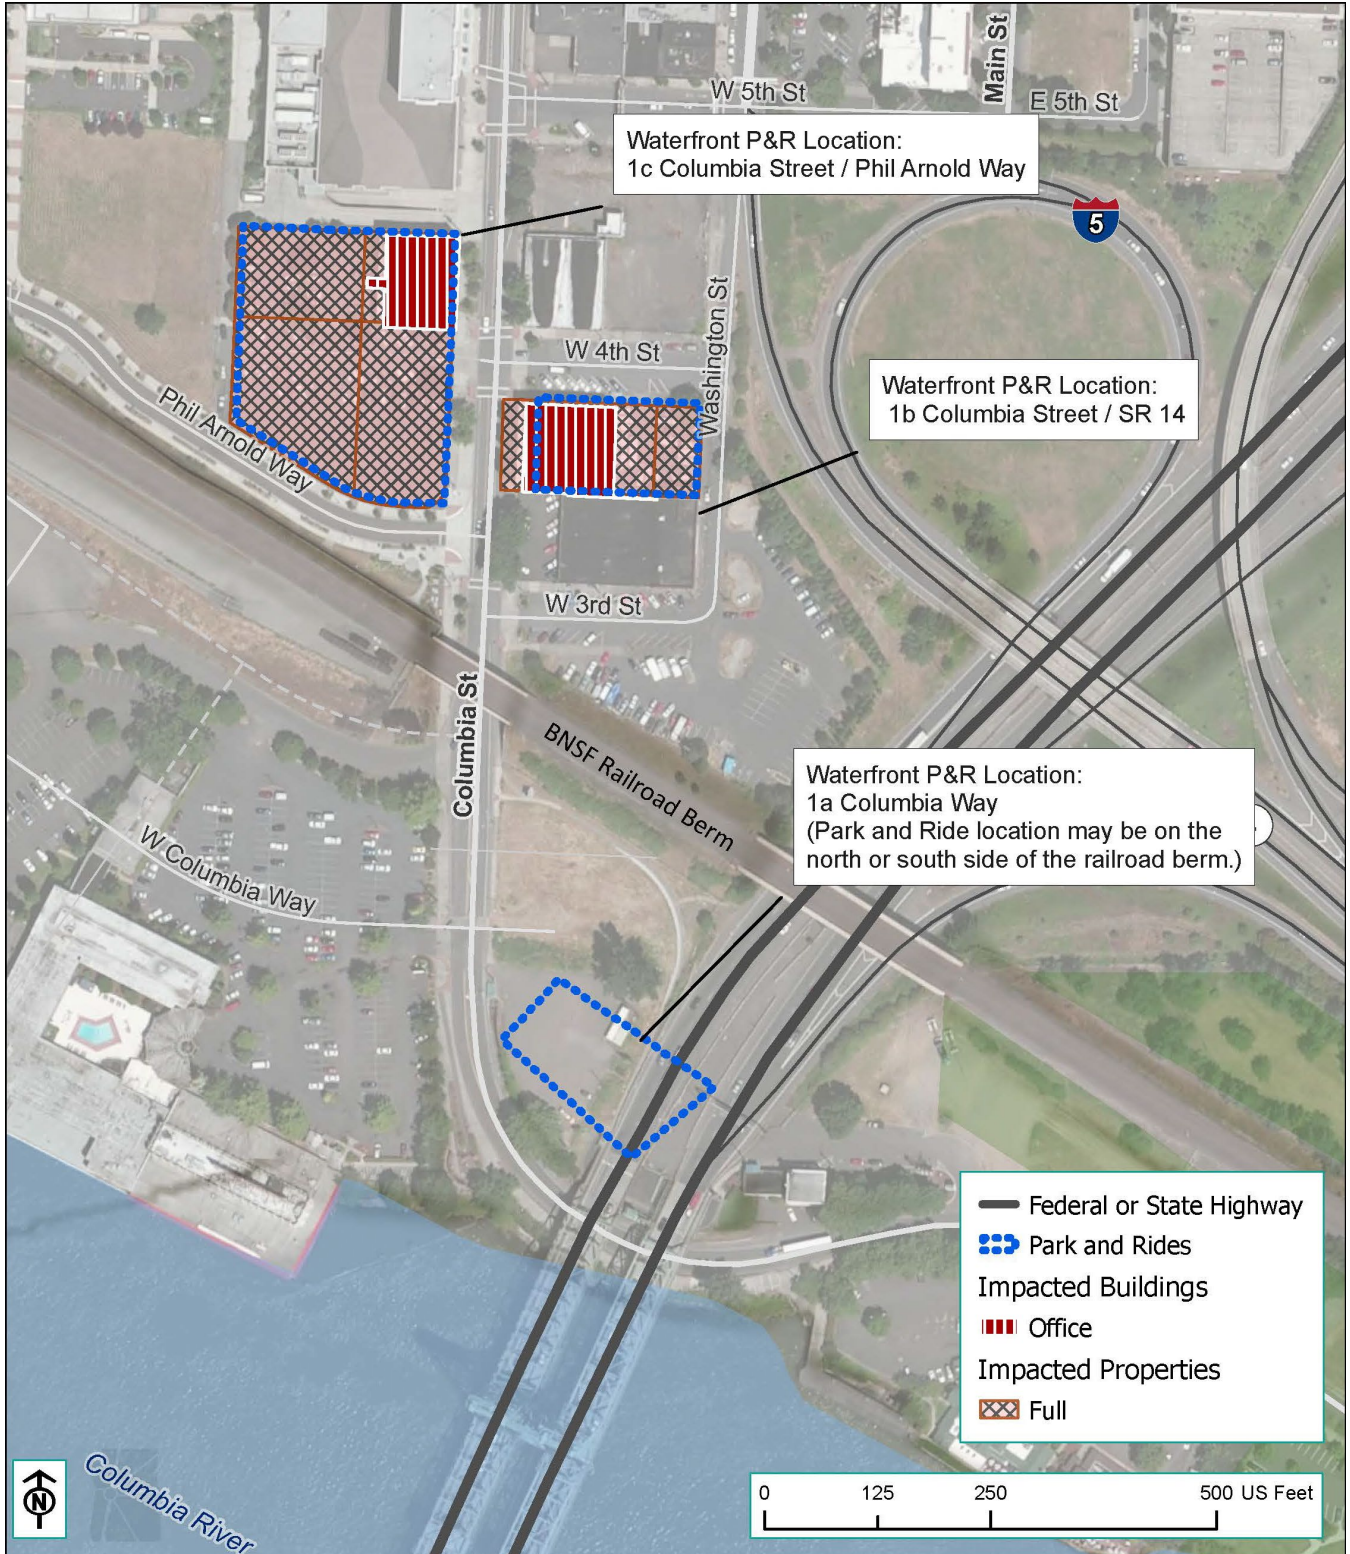 Main St
W 5th St
E 5th St
Waterfront P&R Location:
1c Columbia Street / Phil Arnold Way
5
Washington St
W 4th St
Waterfront P&R Location:
1b Columbia Street / SR 14
Phil Arnold Way
W 3rd St
Columbia St
BNSF Railroad Berm
Waterfront P&R Location:
1a Columbia Way
(Park and Ride location may be on the
north or south side of the railroad berm.)
W Columbia Way
Federal or State Highway
Park and Rides
Impacted Buildings
Office
Impacted Properties
Full
N
Columbia River
0 125 250 500 US Feet